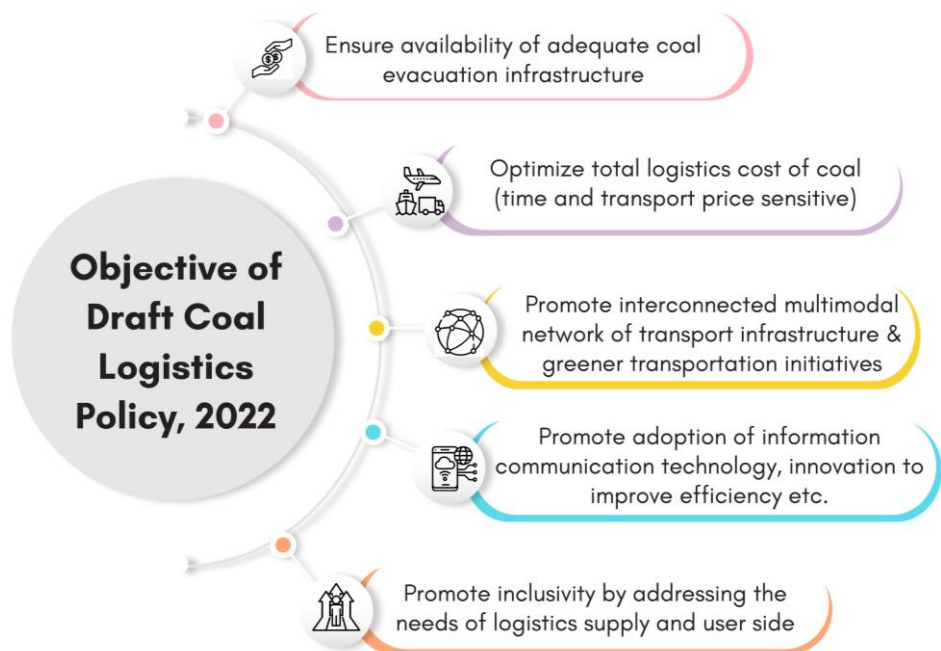 Objective of
Draft Coal
Logistics
Policy, 2022
Ensure availability of adequate coal
evacuation infrastructure
Optimize total logistics cost of coal
(time and transport price sensitive)
Promote interconnected multimodal
network of transport infrastructure &
greener transportation initiatives
Promote adoption of information
communication technology, innovation to
improve efficiency etc.
Promote inclusivity by addressing the
needs of logistics supply and user side